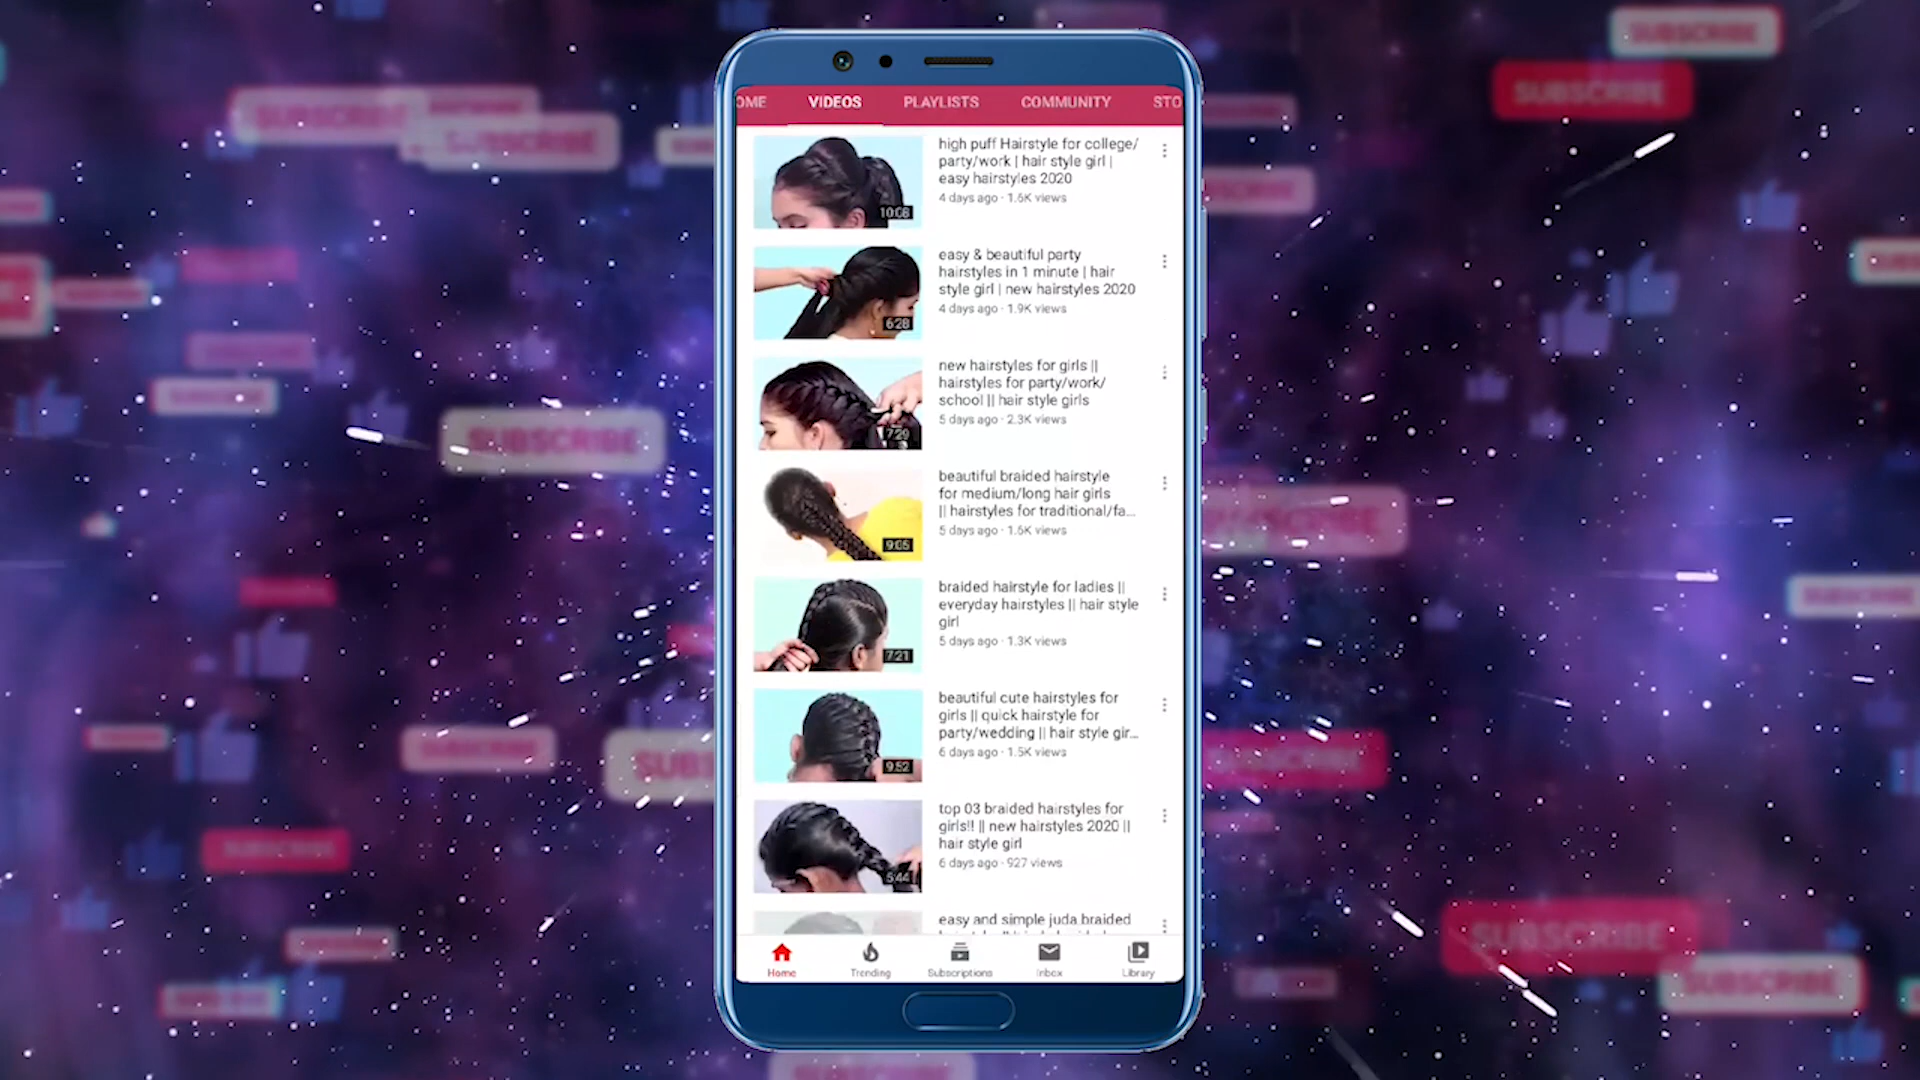 OME VIDEOS PLAYLISTS COMMUNITY STO
high puff Hairstyle for college/
party/work | hair style girl |
easy hairstyles 2020
4 days ago · 1.6K views
10:08
easy & beautiful party
hairstyles in 1 minute | hair
style girl | new hairstyles 2020
4 days ago · 1.9K views
6:28
new hairstyles for girls ||
hairstyles for party/work/
school || hair style girls
5 days ago · 2.3K views
7:29
beautiful braided hairstyle
for medium/long hair girls
|| hairstyles for traditional/fa...
5 days ago · 1.6K views
9:05
braided hairstyle for ladies ||
everyday hairstyles || hair style
girl
5 days ago · 1.3K views
7:21
beautiful cute hairstyles for
girls || quick hairstyle for
party/wedding || hair style gir...
6 days ago · 1.5K views
9:52
top 03 braided hairstyles for
girls!! || new hairstyles 2020 ||
hair style girl
6 days ago · 927 views
5:44
easy and simple juda braided
Home Trending Subscriptions Inbox Library
SUBSCRIBE
SUBSCRIBE
SUBSCRIBE
SUBSCRIBE
SUBSCRIBE
SUBSCRIBE
SUBSCRIBE